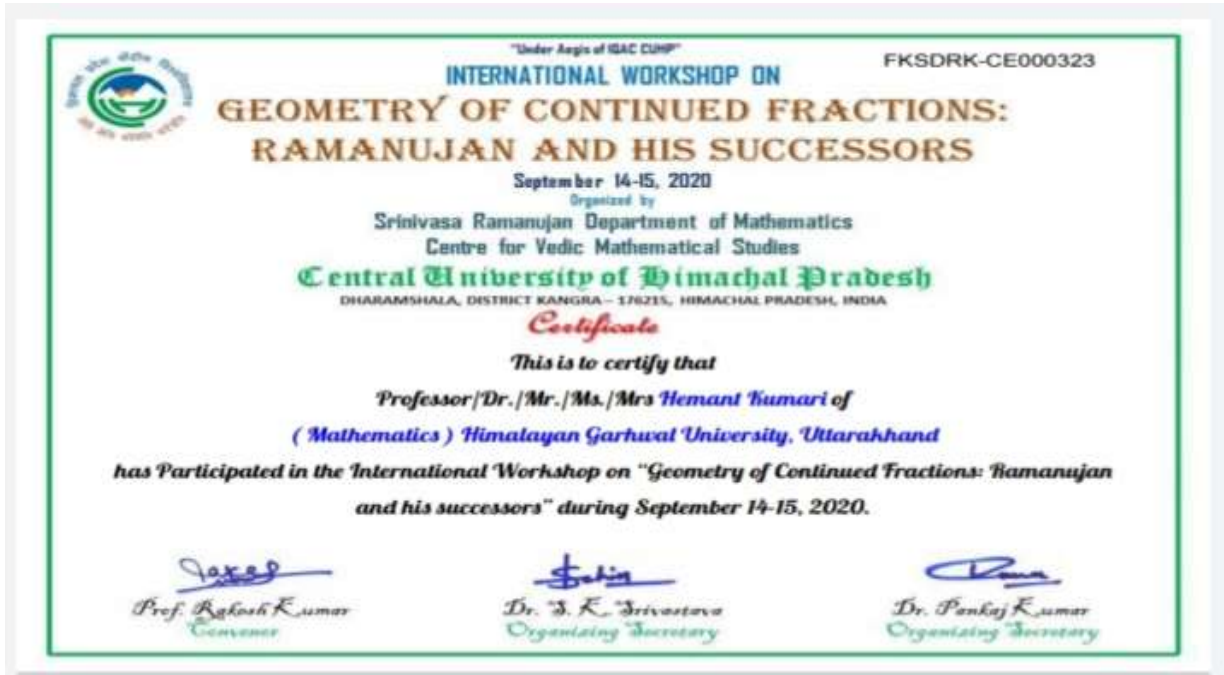 "Under Aegis of IQAC CUHP"
FKSDRK-CE000323
INTERNATIONAL WORKSHOP ON
GEOMETRY OF CONTINUED FRACTIONS:
RAMANUJAN AND HIS SUCCESSORS
September 14-15, 2020
Organized by
Srinivasa Ramanujan Department of Mathematics
Centre for Vedic Mathematical Studies
Central University of Himachal Pradesh
DHARAMSHALA, DISTRICT KANGRA– 176215, HIMACHAL PRADESH, INDIA
Certificate
This is to certify that
Professor/Dr./Mr./Ms./Mrs Hemant Kumari of
( Mathematics ) Himalayan Garhwal University, Uttarakhand
has Participated in the International Workshop on "Geometry of Continued Fractions: Ramanujan
and his successors" during September 14-15, 2020.
Prof. Rakesh Kumar
Convener
Dr. S. K. Srivastava
Organizing Secretary
Dr. Pankaj Kumar
Organizing Secretary